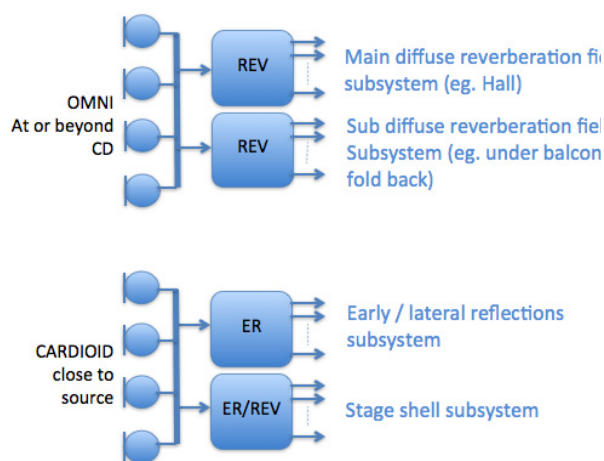 REV
Main diffuse reverberation
subsystem (eg. Hall)
OMNI
At or beyond
CD
REV
Sub diffuse reverberation
Subsystem (eg. under
fold back)
CARDIOID
close to
source
ER
Early / lateral reflections
subsystem
ER/REV
Stage shell subsystem